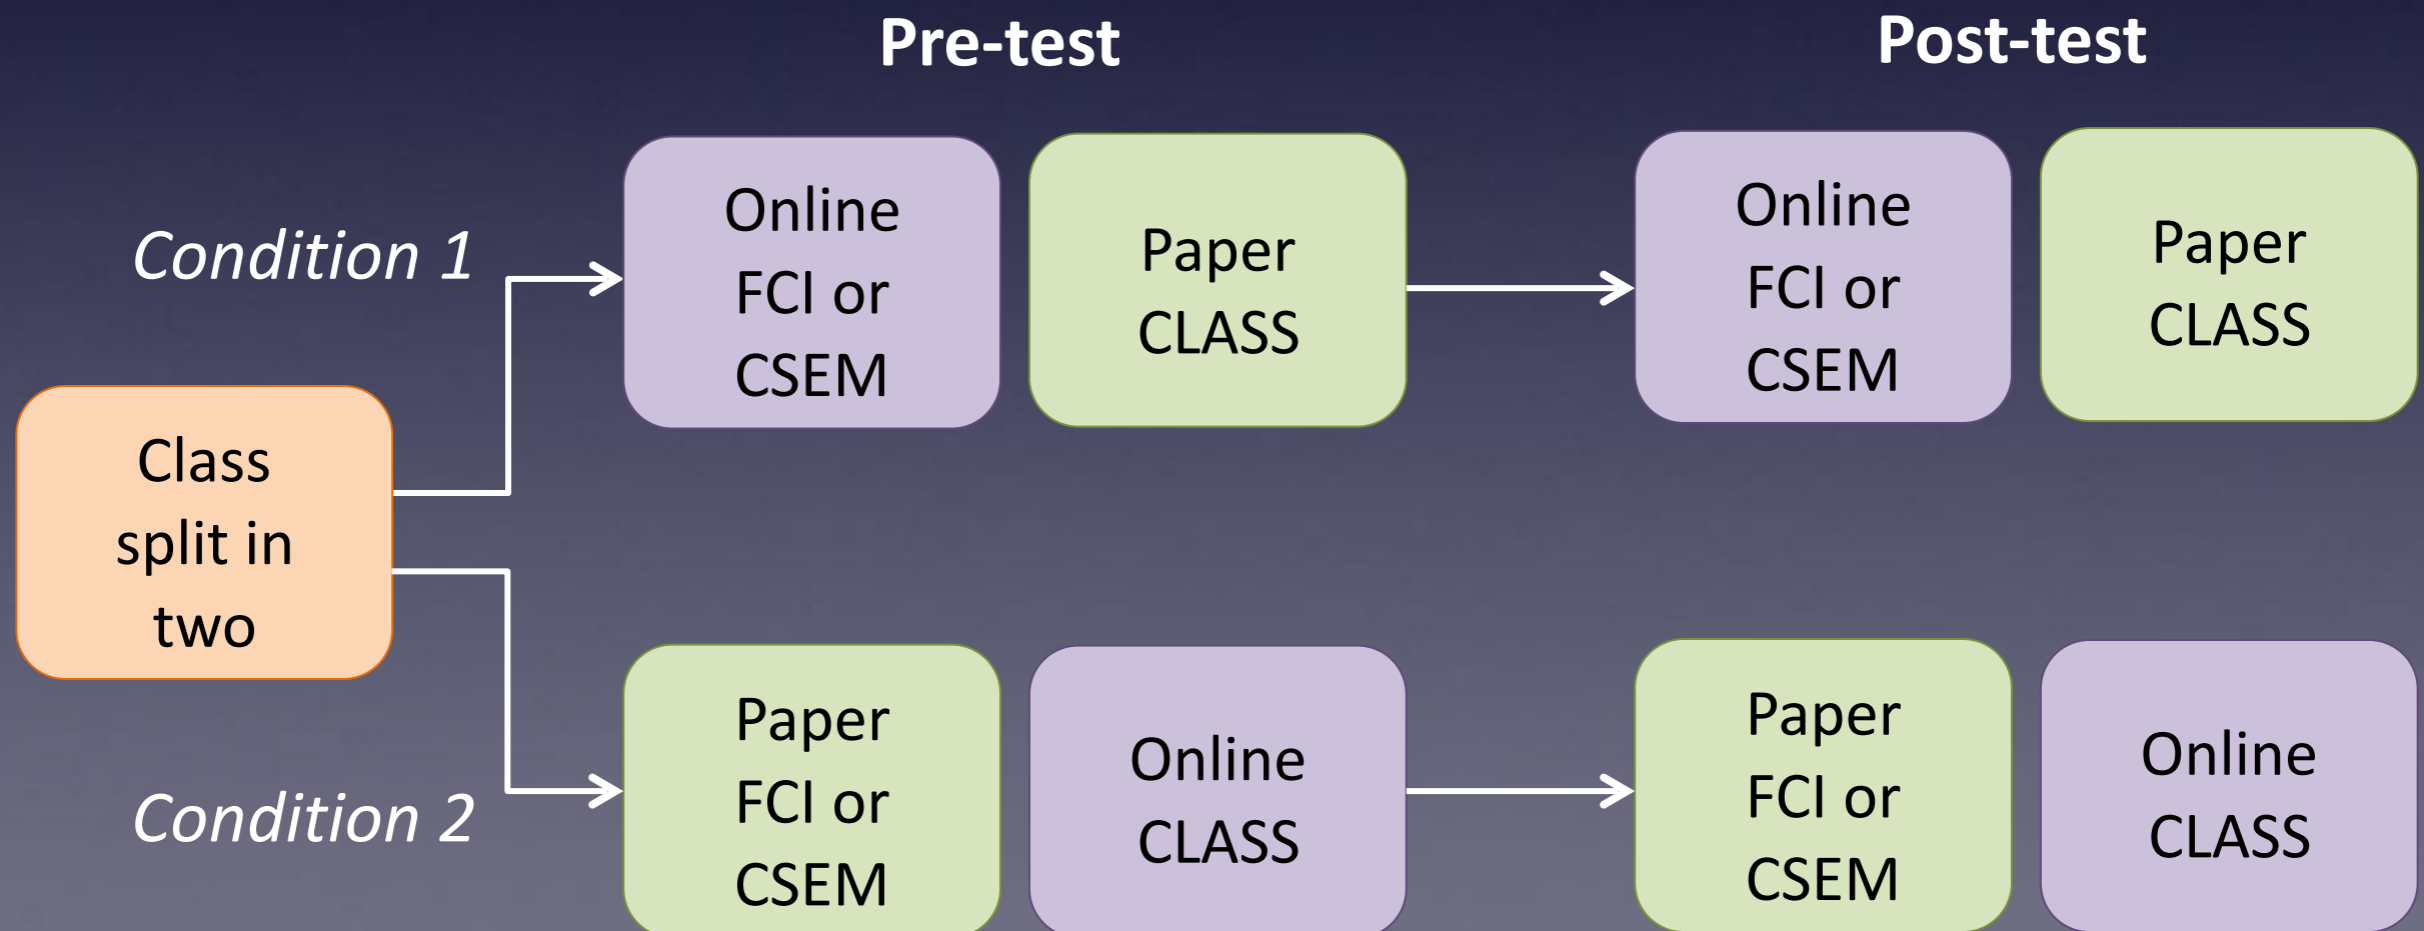 Pre-test
Post-test
Condition 1
Online
FCI or
CSEM
Paper
CLASS
Online
FCI or
CSEM
Paper
CLASS
Class
split in
two
Condition 2
Paper
FCI or
CSEM
Online
CLASS
Paper
FCI or
CSEM
Online
CLASS